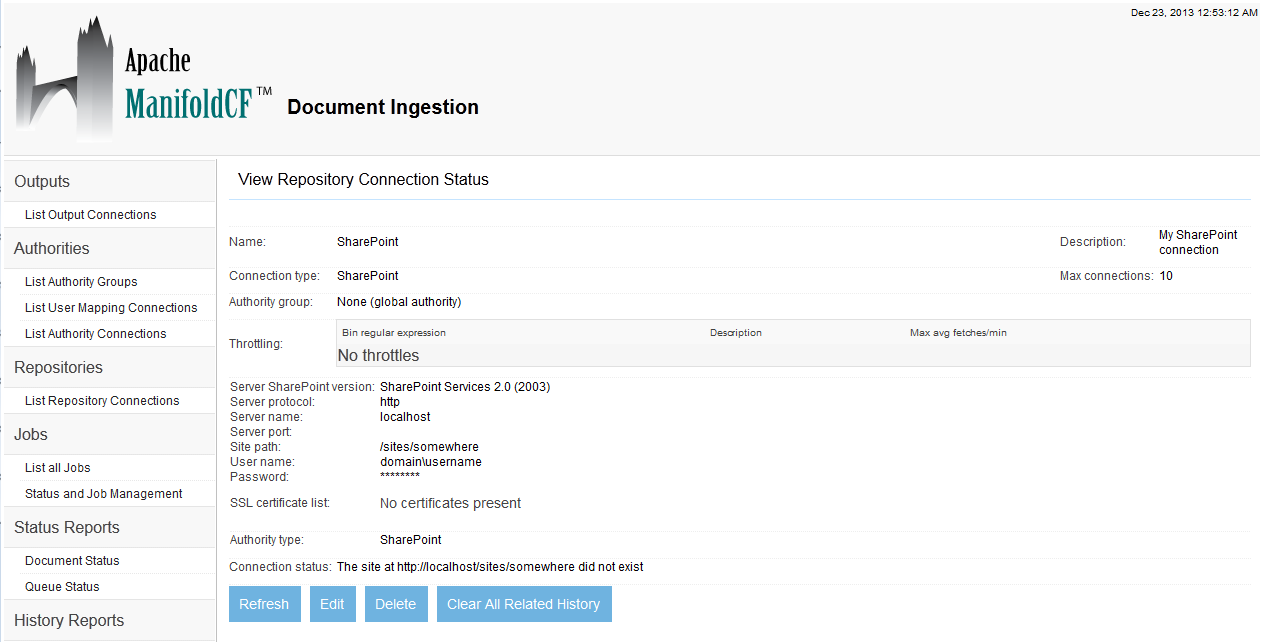 Dec 23, 2013 12:53:12 AM
Apache
ManifoldCF™
Document Ingestion
Outputs
List Output Connections
Authorities
List Authority Groups
List User Mapping Connections
List Authority Connections
Repositories
List Repository Connections
Jobs
List all Jobs
Status and Job Management
Status Reports
Document Status
Queue Status
History Reports
View Repository Connection Status
Name: SharePoint Description: My SharePoint
connection
Connection type: SharePoint Max connections: 10
Authority group: None (global authority)
Throttling:
Bin regular expression Description Max avg fetches/min
No throttles
Server SharePoint version: SharePoint Services 2.0 (2003)
Server protocol: http
Server name: localhost
Server port:
Site path: /sites/somewhere
User name: domain\username
Password: ********
SSL certificate list: No certificates present
Authority type: SharePoint
Connection status: The site at http://localhost/sites/somewhere did not exist
Refresh Edit Delete Clear All Related History